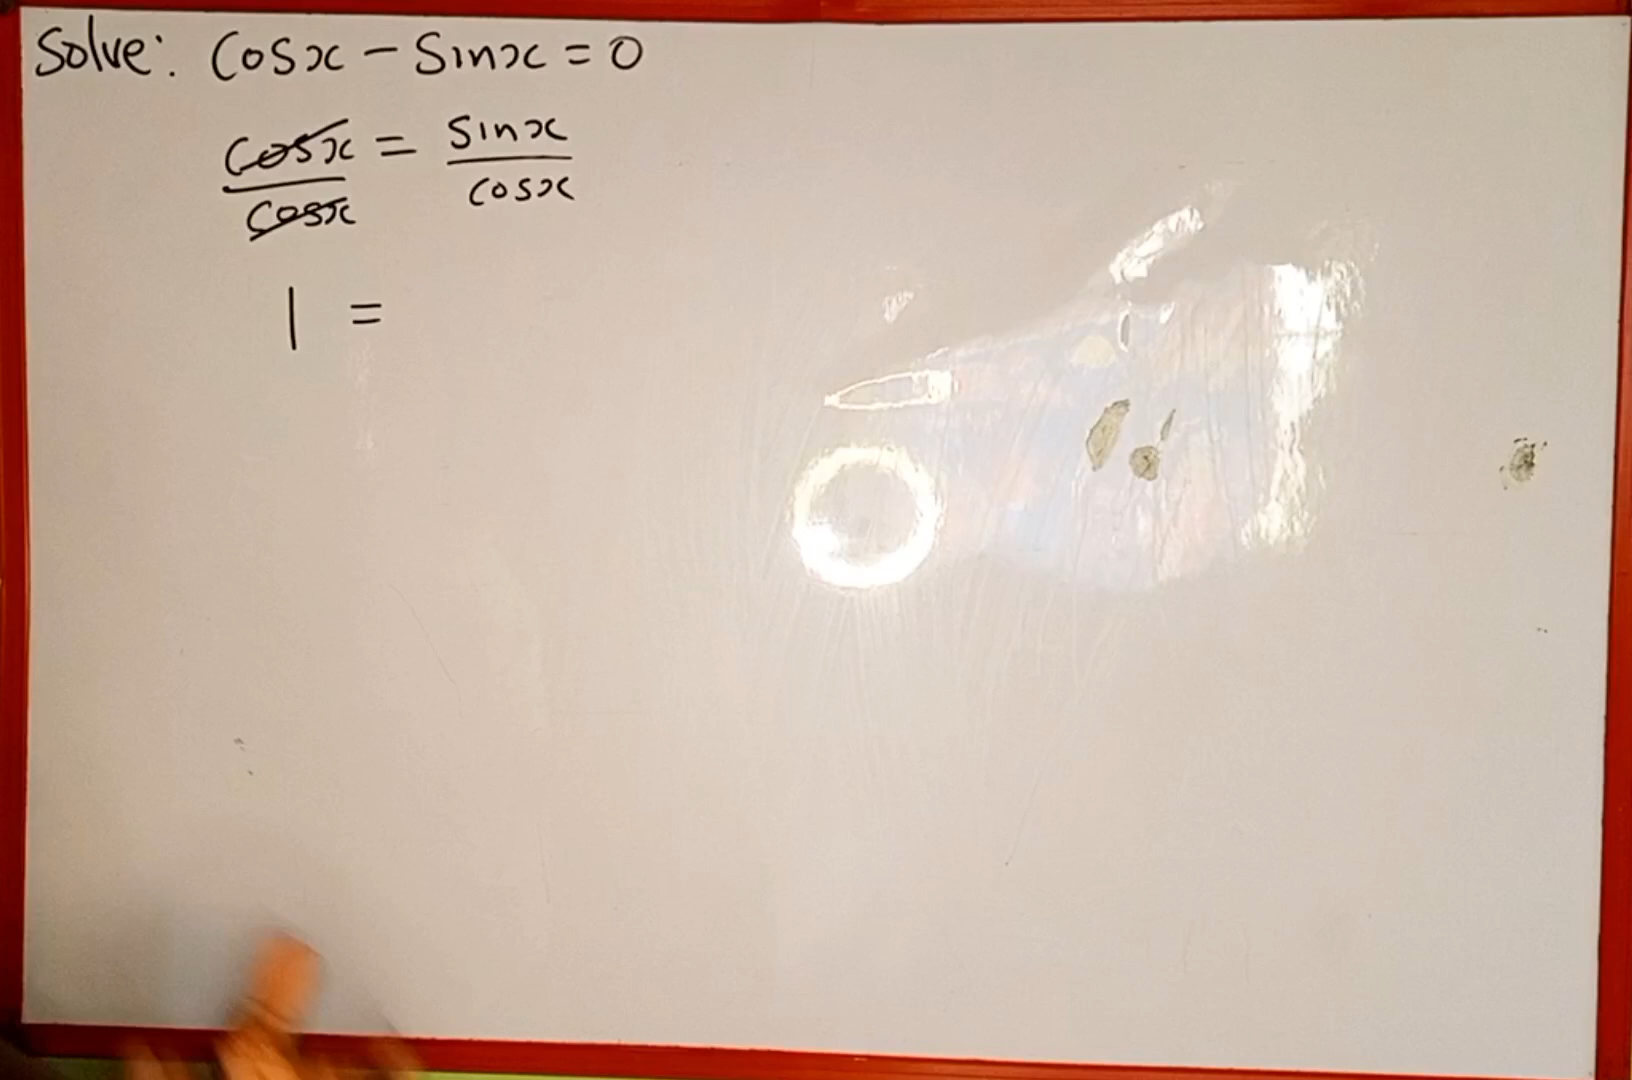 Solve: Cosx - Sinx = 0
cosx/cosx = sinx/cosx
1 =